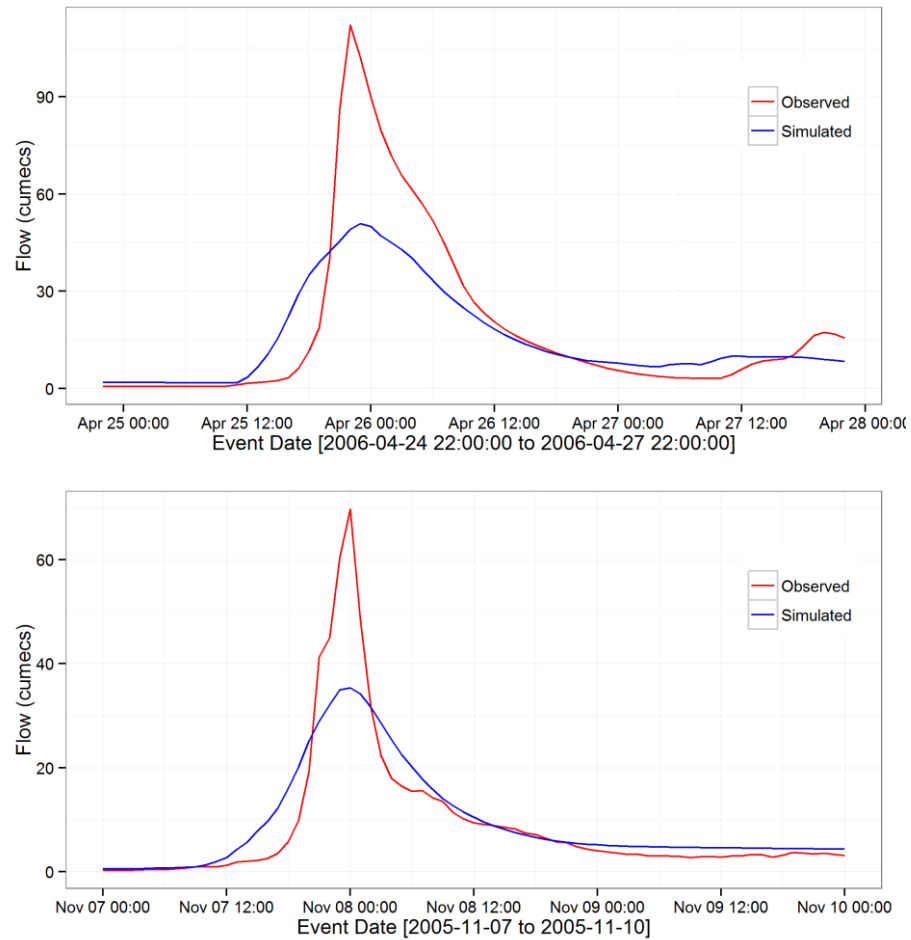 Flow (cumecs)
90
60
30
0
Observed
Simulated
Apr 25 00:00 Apr 25 12:00 Apr 26 00:00 Apr 26 12:00 Apr 27 00:00 Apr 27 12:00 Apr 28 00:00
Event Date [2006-04-24 22:00:00 to 2006-04-27 22:00:00]
Flow (cumecs)
60
40
20
0
Observed
Simulated
Nov 07 00:00 Nov 07 12:00 Nov 08 00:00 Nov 08 12:00 Nov 09 00:00 Nov 09 12:00 Nov 10 00:00
Event Date [2005-11-07 to 2005-11-10]